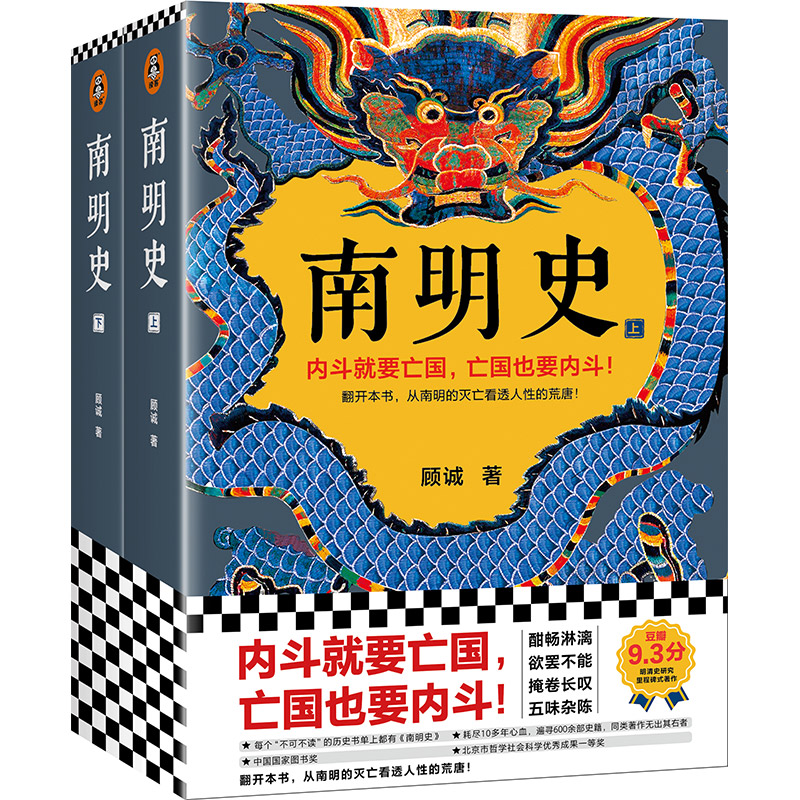 南明史
下
顾诚 著
南明史
上
顾诚 著
南明史
上
内斗就要亡国，亡国也要内斗！
翻开本书，从南明的灭亡看透人性的荒唐！
顾诚 著
内斗就要亡国，
亡国也要内斗！
酣畅淋漓
欲罢不能
掩卷长叹
五味杂陈
豆瓣
9.3分
明清史研究
里程碑式著作
★ 每个“不可不读”的历史书单上都有《南明史》
★ 耗尽10多年心血，遍寻600余部史籍，同类著作无出其右者
★ 中国国家图书奖
★ 北京市哲学社会科学优秀成果一等奖
翻开本书，从南明的灭亡看透人性的荒唐！